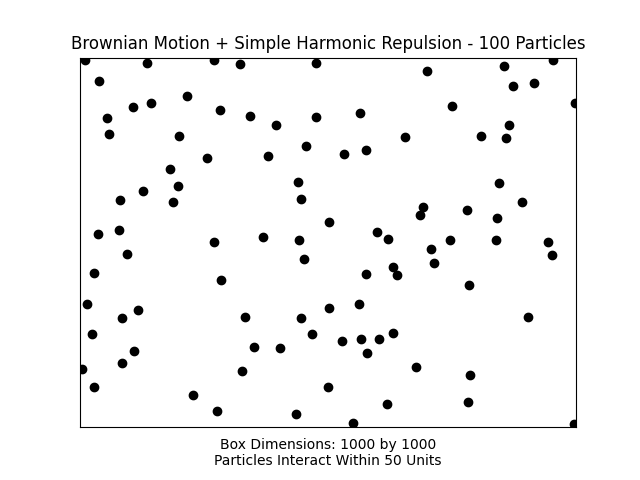 Brownian Motion + Simple Harmonic Repulsion - 100 Particles
Box Dimensions: 1000 by 1000
Particles Interact Within 50 Units